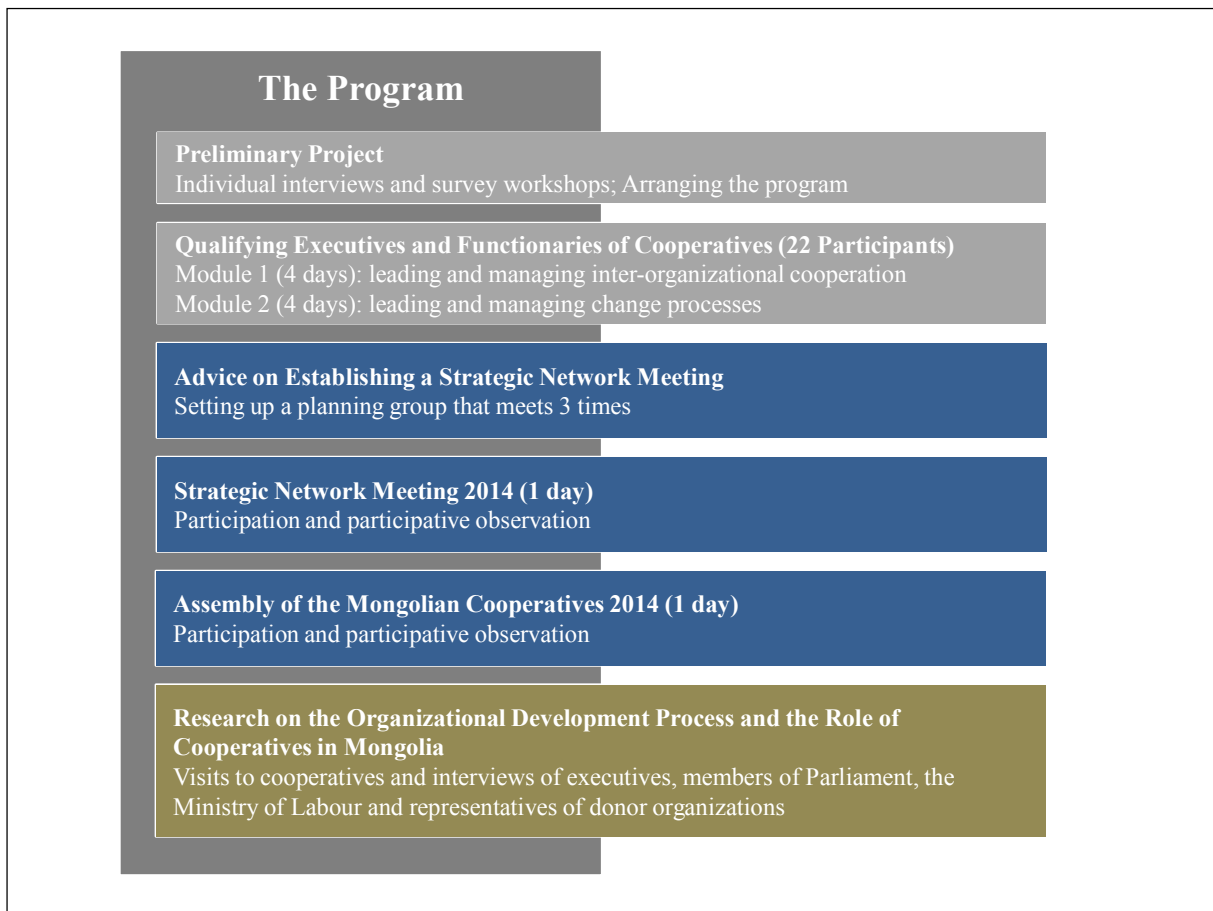 The Program
Preliminary Project
Individual interviews and survey workshops; Arranging the program
Qualifying Executives and Functionaries of Cooperatives (22 Participants)
Module 1 (4 days): leading and managing inter-organizational cooperation
Module 2 (4 days): leading and managing change processes
Advice on Establishing a Strategic Network Meeting
Setting up a planning group that meets 3 times
Strategic Network Meeting 2014 (1 day)
Participation and participative observation
Assembly of the Mongolian Cooperatives 2014 (1 day)
Participation and participative observation
Research on the Organizational Development Process and the Role of
Cooperatives in Mongolia
Visits to cooperatives and interviews of executives, members of Parliament, the
Ministry of Labour and representatives of donor organizations